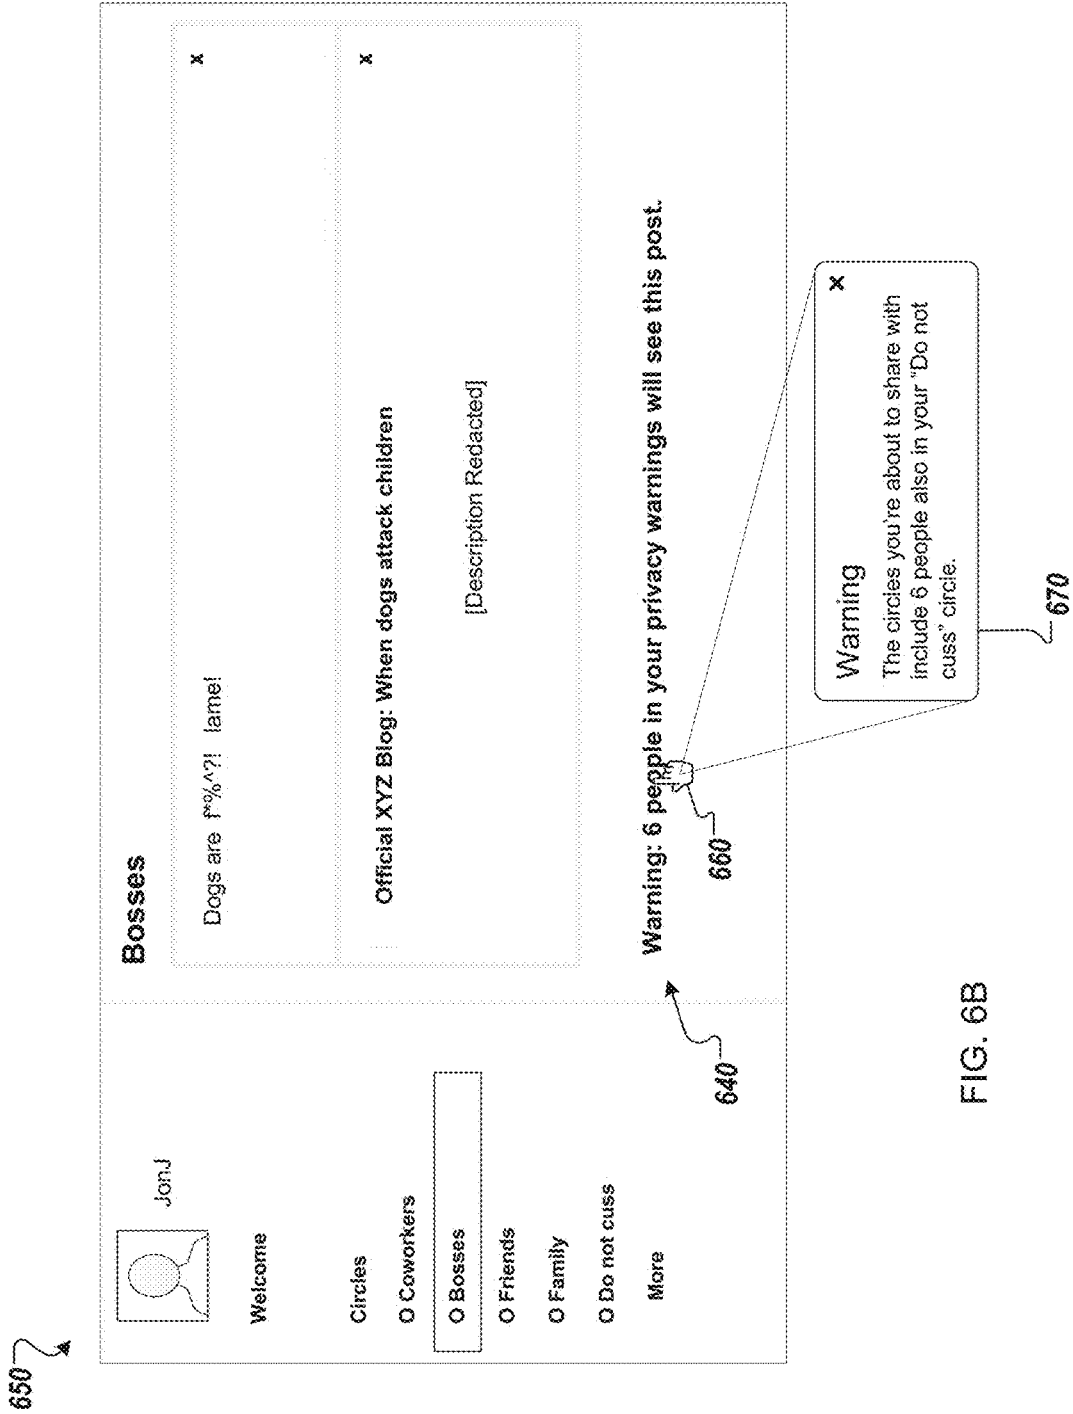 650
JonJ
Welcome
Circles
O Coworkers
O Bosses
O Friends
O Family
O Do not cuss
More
Bosses
x
Dogs are f*%^?! lame!
x
Official XYZ Blog: When dogs attack children
[Description Redacted]
Warning: 6 people in your privacy warnings will see this post.
640
660
Warning
x
The circles you're about to share with
include 6 people also in your "Do not
cuss" circle.
670
FIG. 6B